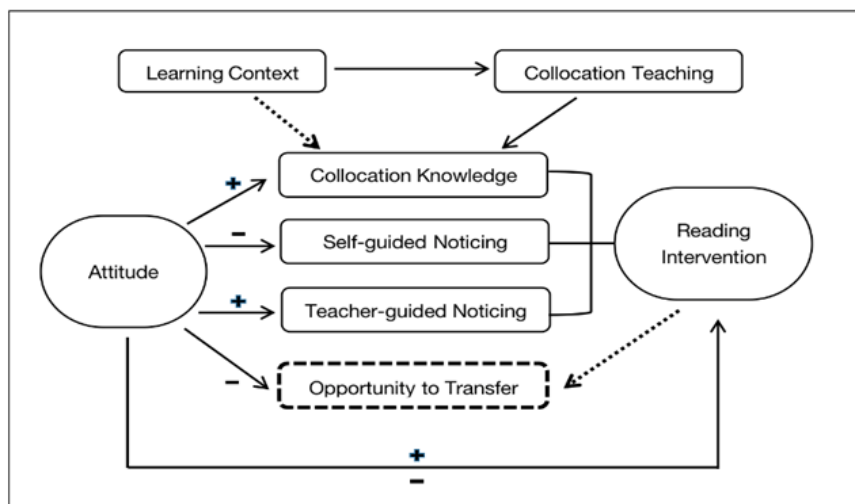 Learning Context
Collocation Teaching
+
Collocation Knowledge
−
Self-guided Noticing
Reading
Intervention
Attitude
+
Teacher-guided Noticing
−
Opportunity to Transfer
+
−